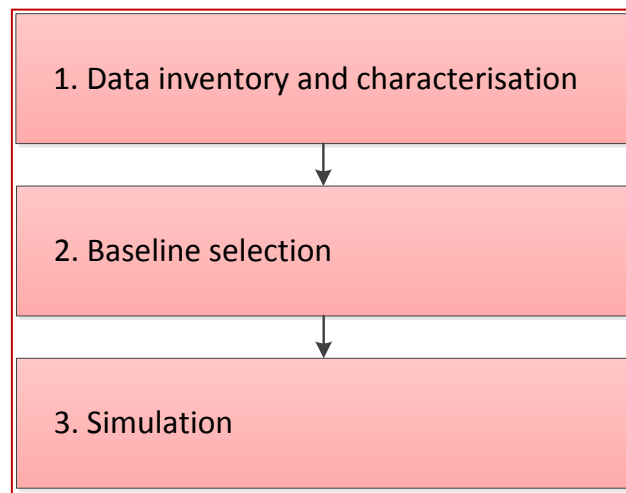 1. Data inventory and characterisation
2. Baseline selection
3. Simulation